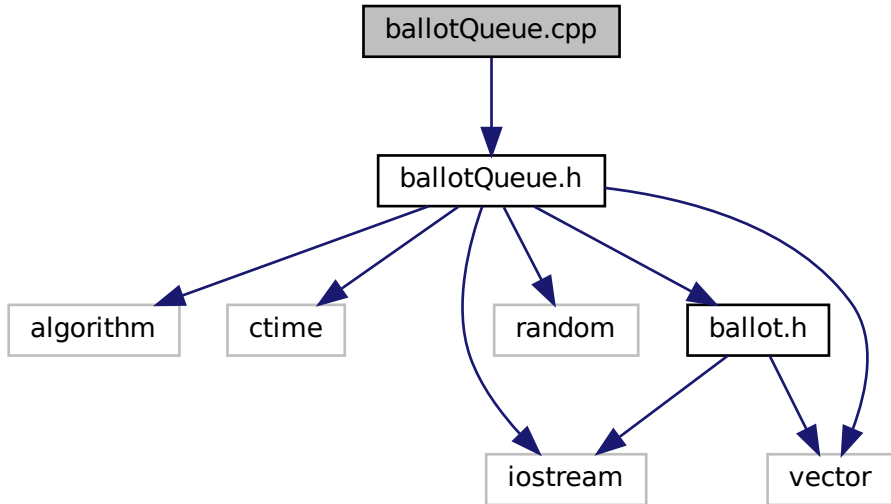 ballotQueue.cpp
ballotQueue.h
algorithm
ctime
random
ballot.h
iostream
vector